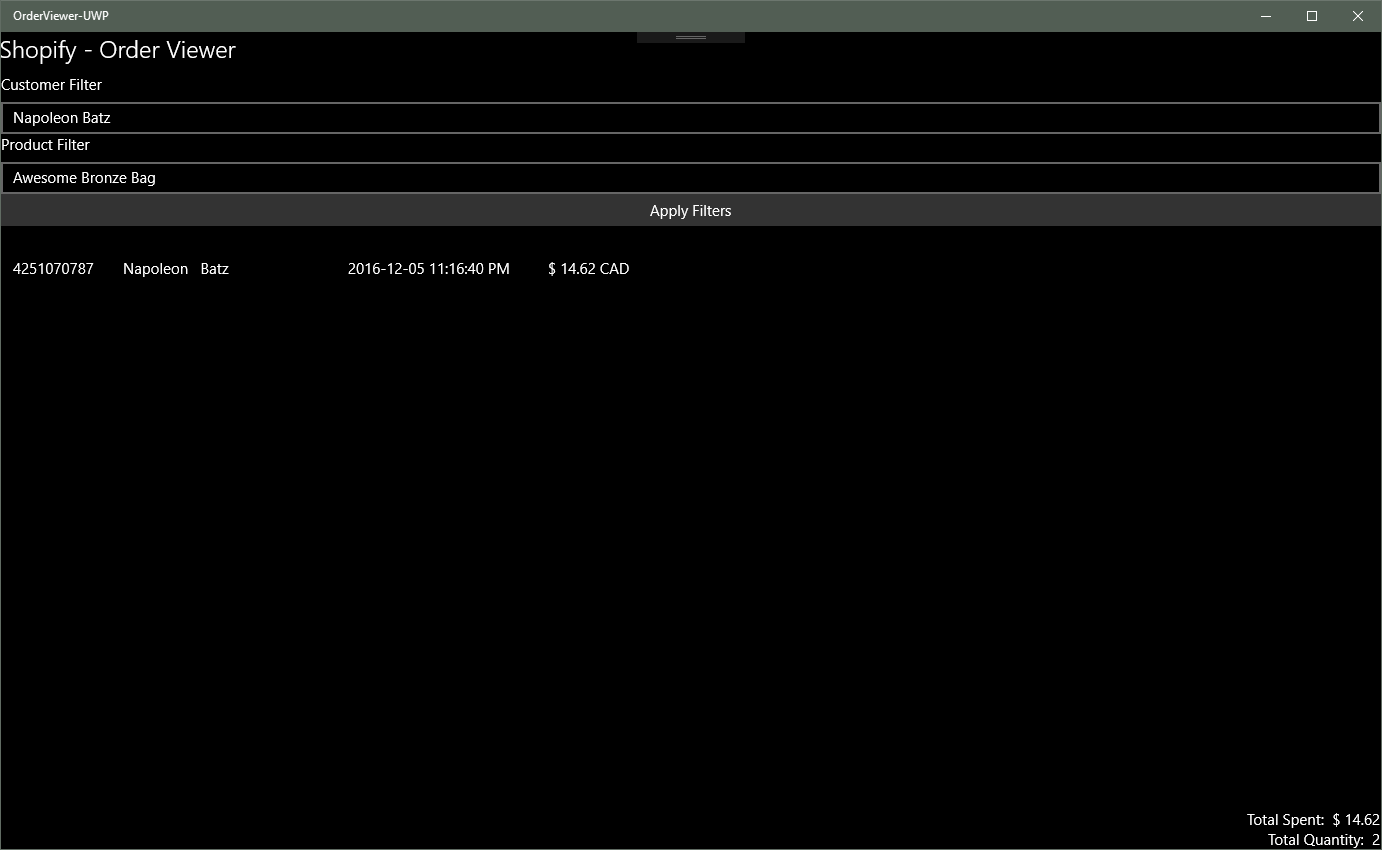 OrderViewer-UWP
Shopify - Order Viewer
Customer Filter
Napoleon Batz
Product Filter
Awesome Bronze Bag
Apply Filters
4251070787 Napoleon Batz 2016-12-05 11:16:40 PM $ 14.62 CAD
Total Spent: $ 14.62
Total Quantity: 2